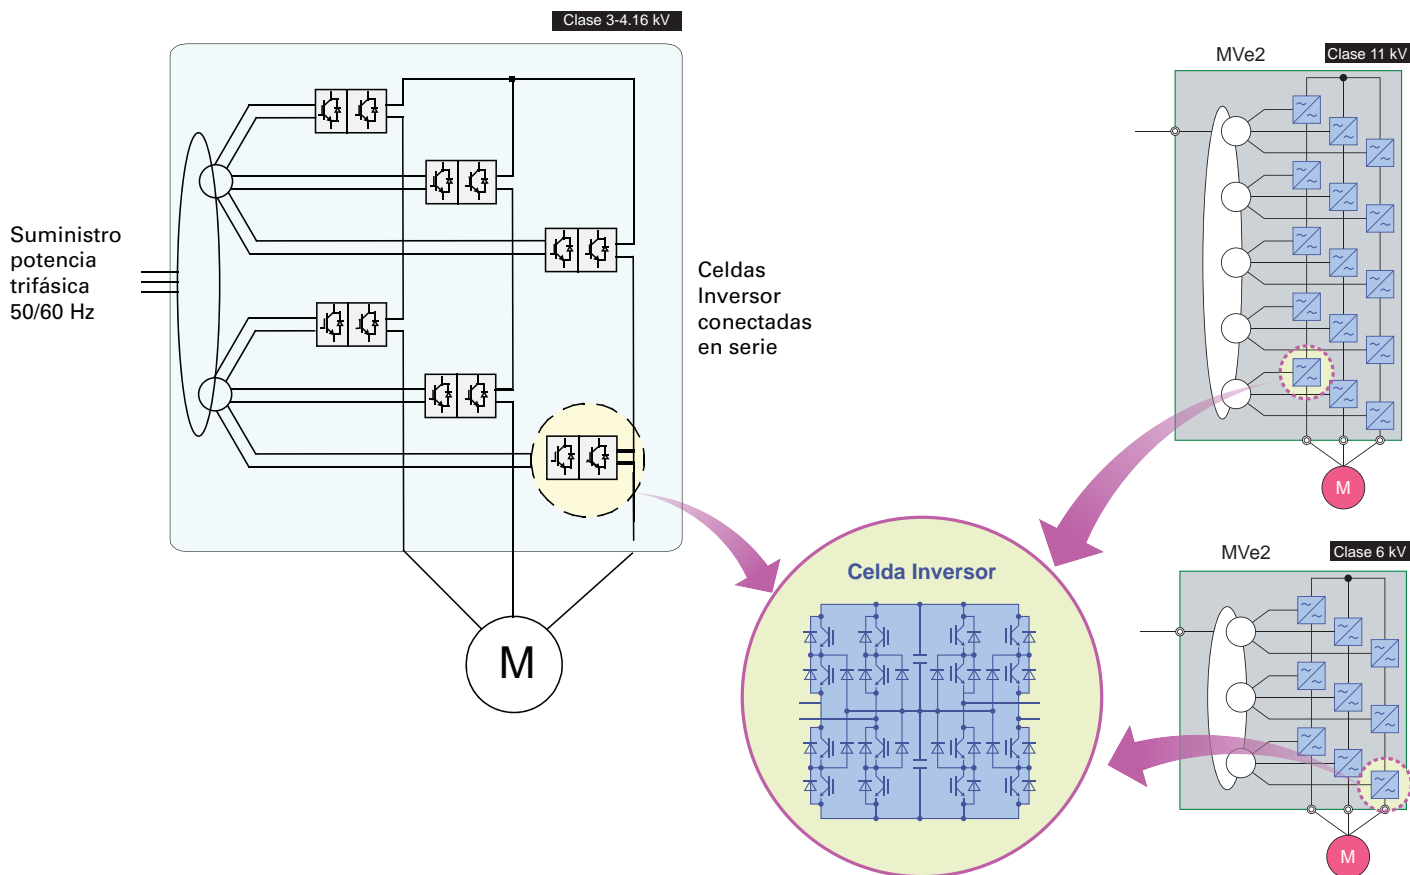 Clase 3-4.16 kV
Suministro
potencia
trifásica
50/60 Hz
Celdas
Inversor
conectadas
en serie
M
MVe2
Clase 11 kV
M
Celda Inversor
MVe2
Clase 6 kV
M